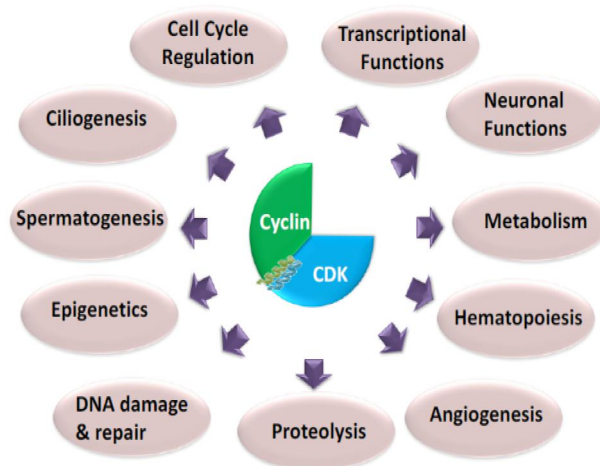 Cell Cycle
Regulation
Transcriptional
Functions
Ciliogenesis
Neuronal
Functions
Spermatogenesis
Cyclin
CDK
Metabolism
Epigenetics
Hematopoiesis
DNA damage
& repair
Proteolysis
Angiogenesis